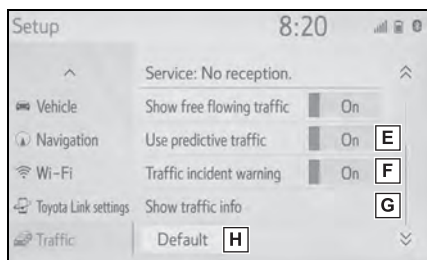 Setup 8:20
Service: No reception.
Vehicle Show free flowing traffic On
Navigation Use predictive traffic On E
Wi-Fi Traffic incident warning On F
Toyota Link settings Show traffic info G
Traffic Default H